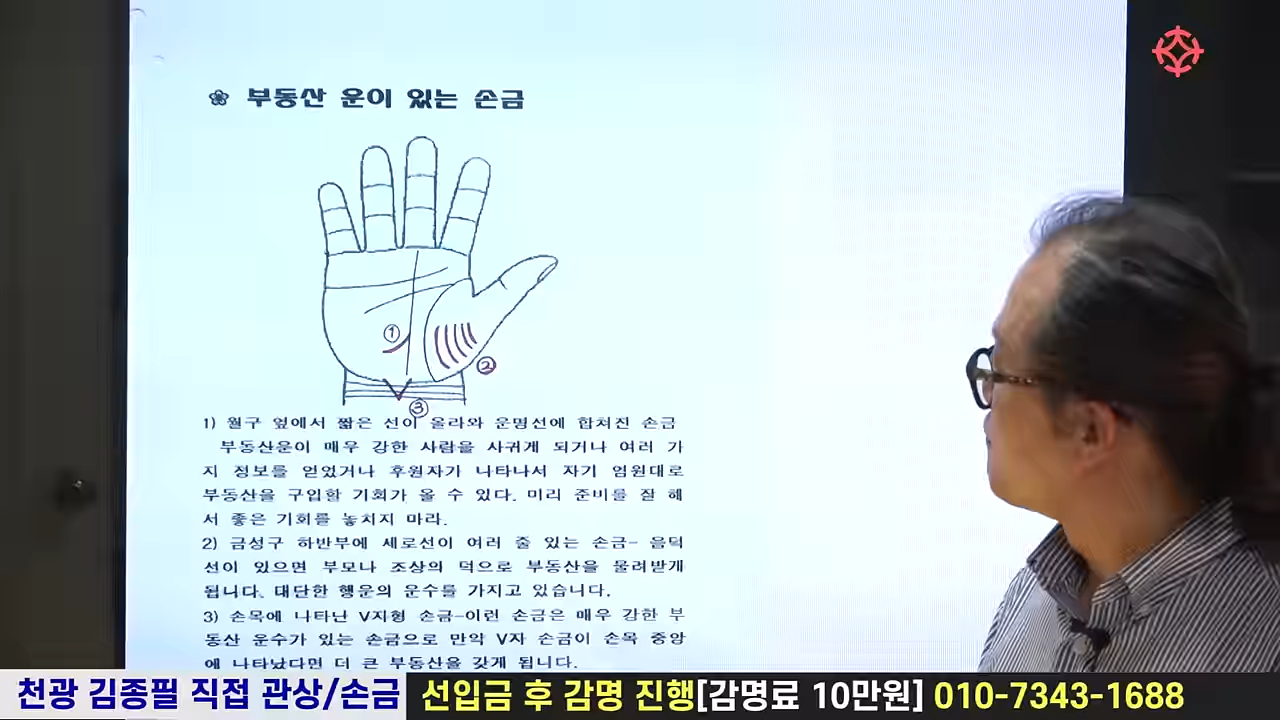 ❀ 부동산 운이 있는 손금
①
②
③
1) 월구 옆에서 짧은 선이 올라와 운명선에 합쳐진 손금
부동산운이 매우 강한 사람을 사귀게 되거나 여러 가
지 정보를 얻었거나 후원자가 나타나서 자기 염원대로
부동산을 구입할 기회가 올 수 있다. 미리 준비를 잘 해
서 좋은 기회를 놓치지 마라.
2) 금성구 하반부에 세로선이 여러 줄 있는 손금- 음덕
선이 있으면 부모나 조상의 덕으로 부동산을 물려받게
됩니다. 대단한 행운의 운수를 가지고 있습니다.
3) 손목에 나타난 V지형 손금-이런 손금은 매우 강한 부
동산 운수가 있는 손금으로 만약 V자 손금이 손목 중앙
에 나타났다면 더 큰 부동산을 갖게 됩니다.
천광 김종필 직접 관상/손금 선입금 후 감명 진행[감명료 10만원] 010-7343-1688